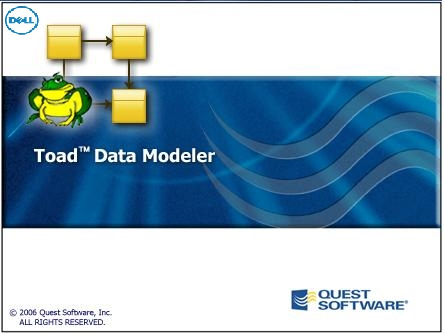 DELL
Toad™ Data Modeler
QUEST
SOFTWARE®
© 2006 Quest Software, Inc.
ALL RIGHTS RESERVED.